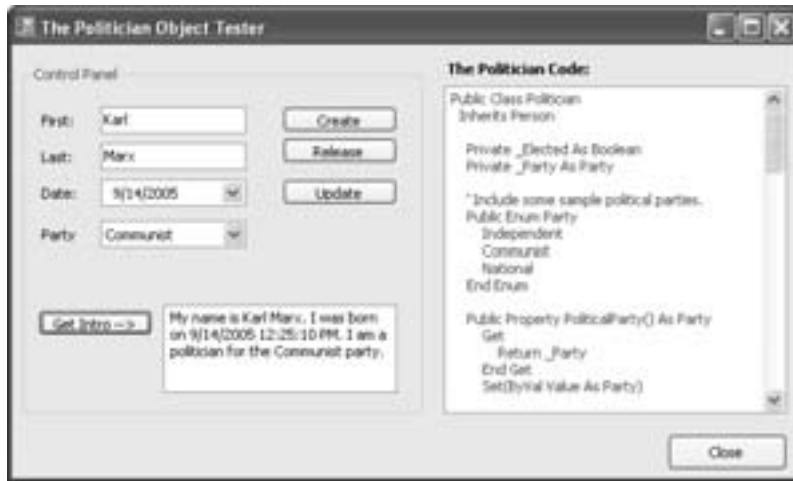 The Politician Object Tester
Control Panel
First: Karl
Create
Last: Marx
Release
Date: 9/14/2005
Update
Party Communist
Get Intro -->
My name is Karl Marx. I was born
on 9/14/2005 12:25:10 PM. I am a
politician for the Communist party.
The Politician Code:
Public Class Politician
Inherits Person
Private _Elected As Boolean
Private _Party As Party
'Include some sample political parties.
Public Enum Party
Independent
Communist
National
End Enum
Public Property PoliticalParty() As Party
Get
Return _Party
End Get
Set(ByVal Value As Party)
Close